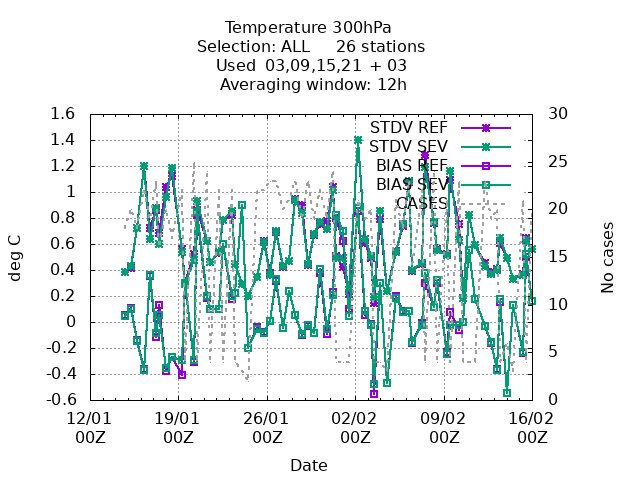 Temperature 300hPa
Selection: ALL     26 stations
Used 03,09,15,21 + 03
Averaging window: 12h
1.6
1.4
1.2
1
0.8
0.6
0.4
0.2
0
-0.2
-0.4
-0.6
deg C
30
25
20
15
10
5
0
No cases
STDV REF
STDV SEV
BIAS REF
BIAS SEV
CASES
12/01 19/01 26/01 02/02 09/02 16/02
00Z 00Z 00Z 00Z 00Z 00Z
Date